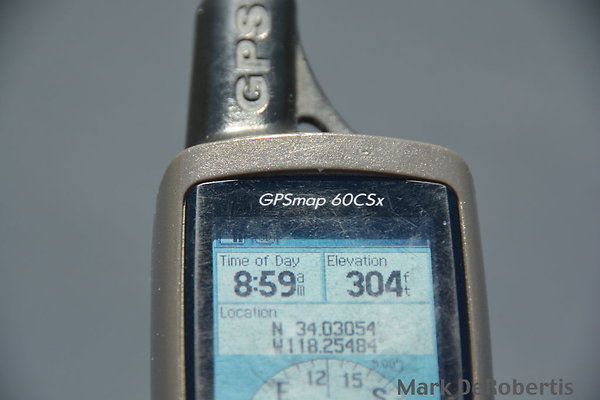 GPS
GPSmap 60CSx
Time of Day
8:59am
Elevation
304ft
Location
N 34.03054°
W118.25484°
12 15
E S
Mark DeRobertis